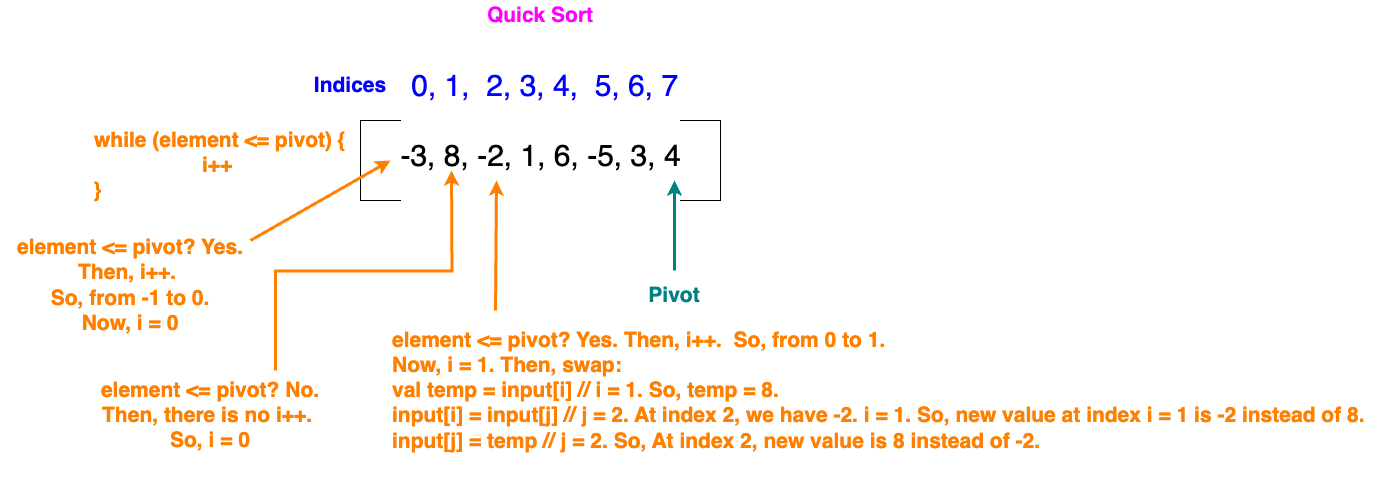 Quick Sort
Indices 0, 1, 2, 3, 4, 5, 6, 7
while (element <= pivot) {
i++
}
-3, 8, -2, 1, 6, -5, 3, 4
element <= pivot? Yes.
Then, i++.
So, from -1 to 0.
Now, i = 0
Pivot
element <= pivot? No.
Then, there is no i++.
So, i = 0
element <= pivot? Yes. Then, i++. So, from 0 to 1.
Now, i = 1. Then, swap:
val temp = input[i] // i = 1. So, temp = 8.
input[i] = input[j] // j = 2. At index 2, we have -2. i = 1. So, new value at index i = 1 is -2 instead of 8.
input[j] = temp // j = 2. So, At index 2, new value is 8 instead of -2.